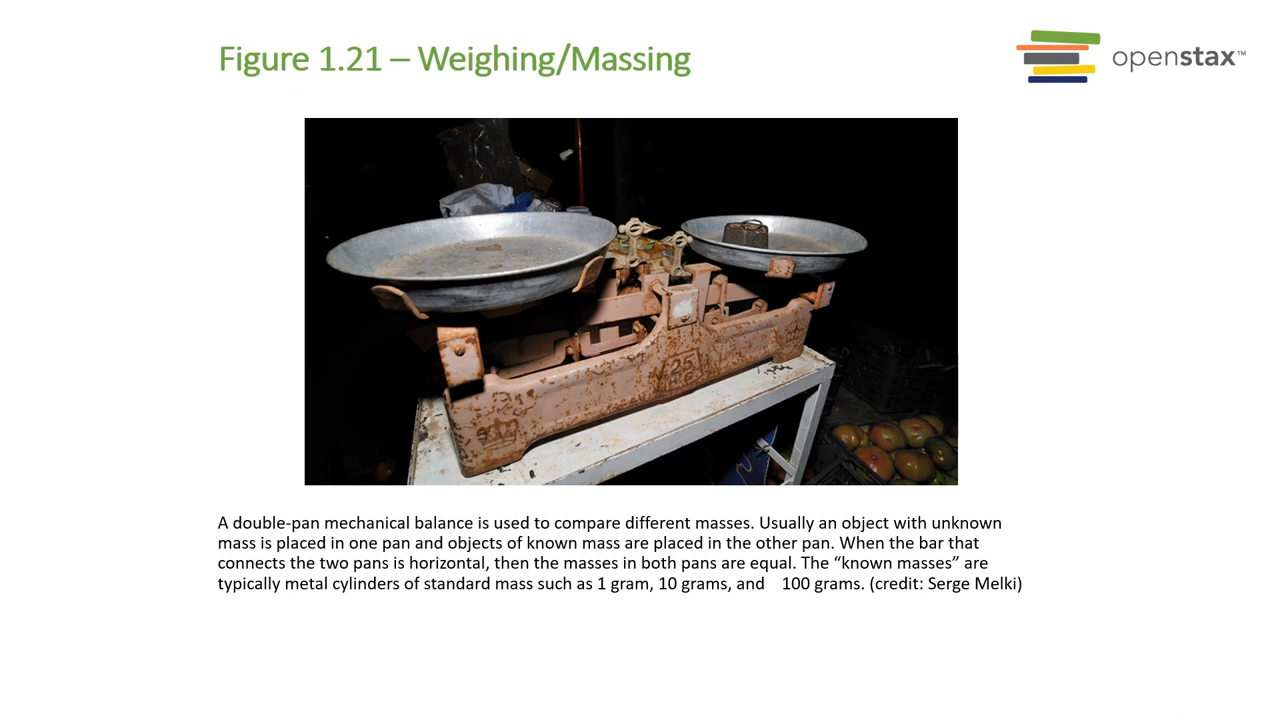 Figure 1.21 – Weighing/Massing
openstax™
25
A double-pan mechanical balance is used to compare different masses. Usually an object with unknown
mass is placed in one pan and objects of known mass are placed in the other pan. When the bar that
connects the two pans is horizontal, then the masses in both pans are equal. The “known masses” are
typically metal cylinders of standard mass such as 1 gram, 10 grams, and    100 grams. (credit: Serge Melki)